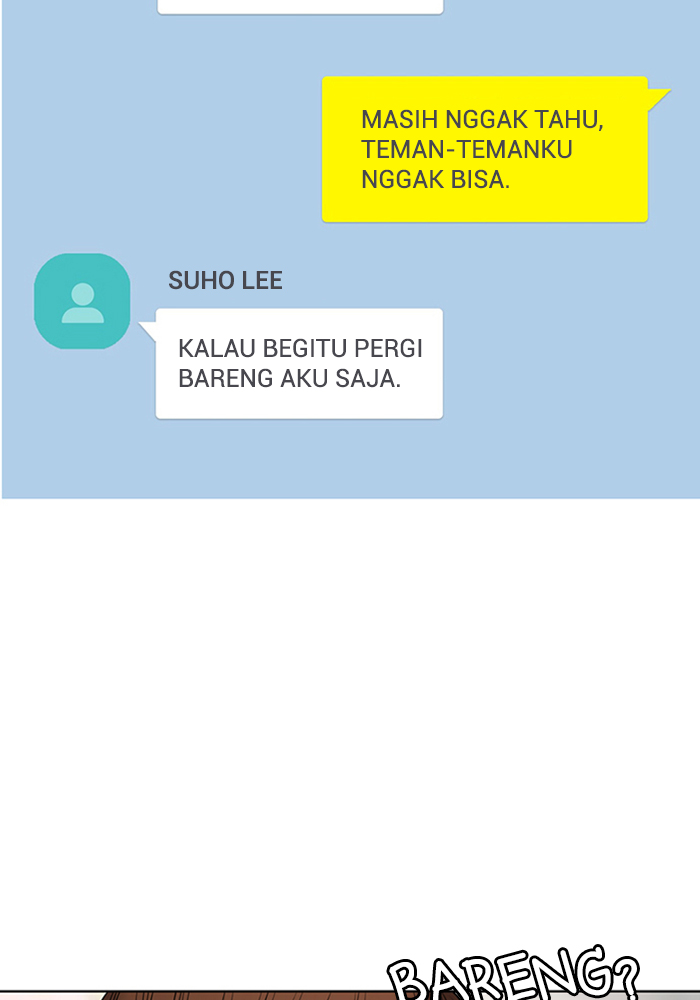 MASIH NGGAK TAHU,
TEMAN-TEMANKU
NGGAK BISA.
SUHO LEE
KALAU BEGITU PERGI
BARENG AKU SAJA.
BARENG?